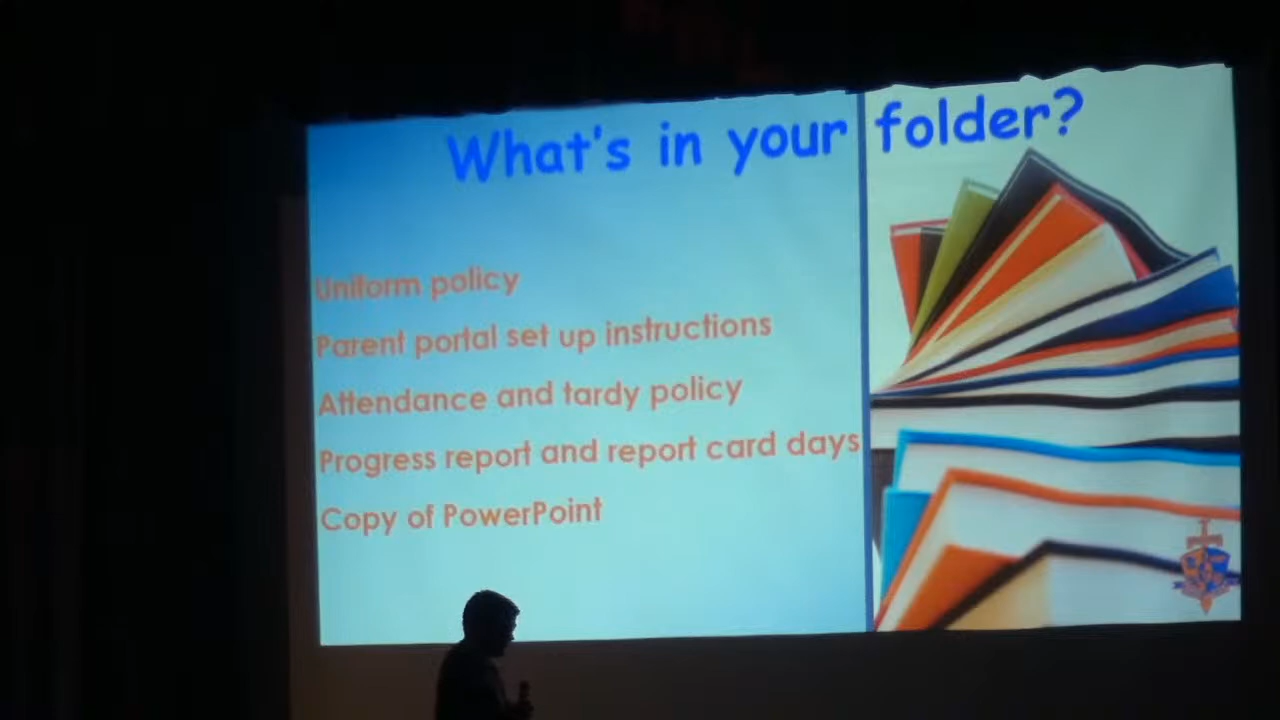 What's in your folder?
Uniform policy
Parent portal set up instructions
Attendance and tardy policy
Progress report and report card days
Copy of PowerPoint